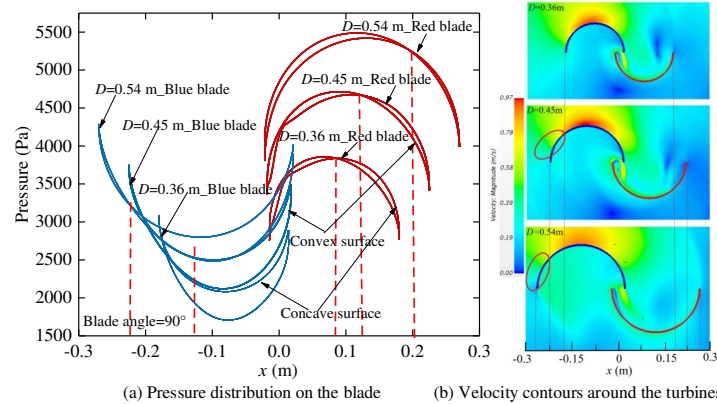 5500
5000
4500
4000
3500
3000
2500
2000
1500
Pressure (Pa)
D=0.54 m_Red blade
D=0.54 m_Blue blade
D=0.45 m_Red blade
D=0.45 m_Blue blade
D=0.36 m_Red blade
D=0.36 m_Blue blade
Convex surface
Concave surface
Blade angle=90°
-0.3 -0.2 -0.1 0.0 0.1 0.2 0.3
x (m)
(a) Pressure distribution on the blade
D=0.36m
D=0.45m
D=0.54m
Velocity: Magnitude (m/s)
0.97
0.78
0.58
0.39
0.19
0.00
-0.3 -0.15 0 0.15 0.3
x (m)
(b) Velocity contours around the turbines